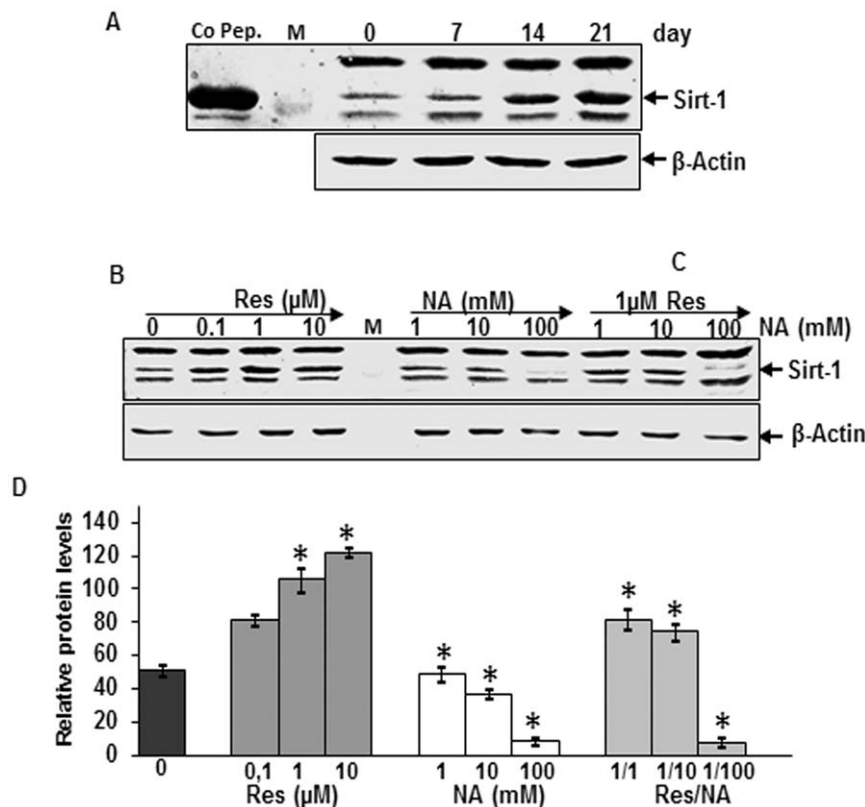 A
Co Pep. M 0 7 14 21 day
Sirt-1
β-Actin
B C
Res (µM) NA (mM) 1µM Res
0 0.1 1 10 M 1 10 100 1 10 100 NA (mM)
Sirt-1
β-Actin
D
Relative protein levels
140
120
100
80
60
40
20
0
* * * * * * * *
0 0,1 1 10 1 10 100 1/1 1/10 1/100
Res (µM) NA (mM) Res/NA